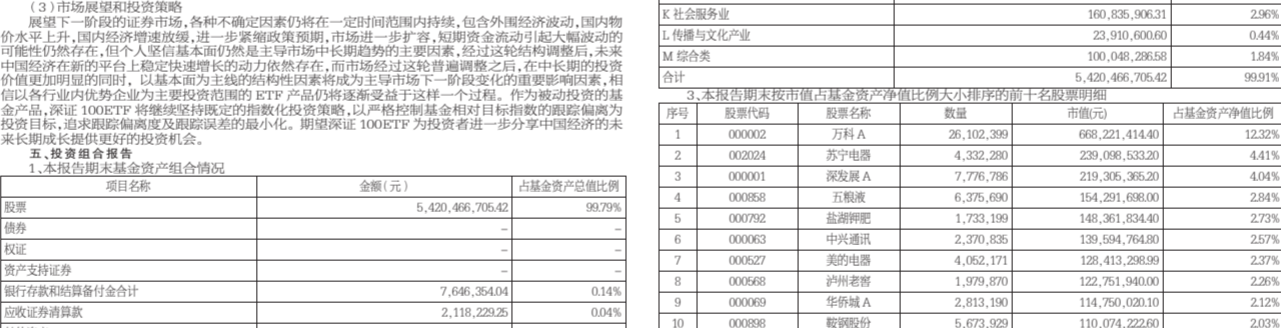 (3)市场展望和投资策略
展望下一阶段的证券市场,各种不确定因素仍将在一定时间范围内持续,包含外围经济波动,国内物
价水平上升,国内经济增速放缓,进一步紧缩政策预期,市场进一步扩容,短期资金流动引起大幅波动的
可能性仍然存在,但个人坚信基本面仍然是主导市场中长期趋势的主要因素,经过这轮结构调整后,未来
中国经济在新的平台上稳定快速增长的动力依然存在,而市场经过这轮普遍调整之后,在中长期的投资
价值更加明显的同时, 以基本面为主线的结构性因素将成为主导市场下一阶段变化的重要影响因素,相
信以各行业内优势企业为主要投资范围的 ETF 产品仍将逐渐受益于这样一个过程。作为被动投资的基
金产品,深证 100ETF 将继续坚持既定的指数化投资策略,以严格控制基金相对目标指数的跟踪偏离为
投资目标,追求跟踪偏离度及跟踪误差的最小化。期望深证 100ETF 为投资者进一步分享中国经济的未
来长期成长提供更好的投资机会。
五、投资组合报告
1、本报告期末基金资产组合情况
项目名称 金额(元) 占基金资产总值比例
股票 5,420,466,705.42 99.79%
债券 – –
权证 – –
资产支持证券 – –
银行存款和结算备付金合计 7,646,354.04 0.14%
应收证券清算款 2,118,229.25 0.04%
K 社会服务业 160,835,906.31 2.96%
L 传播与文化产业 23,910,600.60 0.44%
M 综合类 100,048,286.58 1.84%
合计 5,420,466,705.42 99.91%
3、本报告期末按市值占基金资产净值比例大小排序的前十名股票明细
序号 股票代码 股票名称 数量 市值(元) 占基金资产净值比例
1 000002 万科 A 26,102,399 668,221,414.40 12.32%
2 002024 苏宁电器 4,332,280 239,098,533.20 4.41%
3 000001 深发展 A 7,776,786 219,305,365.20 4.04%
4 000858 五粮液 6,375,690 154,291,698.00 2.84%
5 000792 盐湖钾肥 1,733,199 148,361,834.40 2.73%
6 000063 中兴通讯 2,370,835 139,594,764.80 2.57%
7 000527 美的电器 4,052,171 128,413,298.99 2.37%
8 000568 泸州老窖 1,979,870 122,751,940.00 2.26%
9 000069 华侨城 A 2,813,190 114,750,020.10 2.12%
10 000898 鞍钢股份 5,673,929 110,074,222.60 2.03%